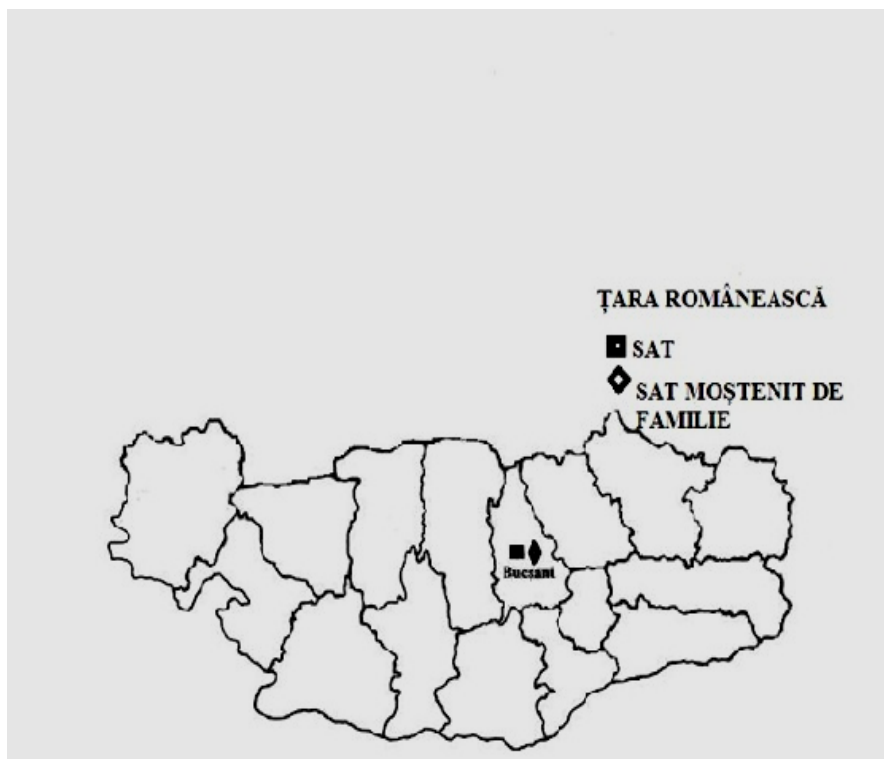 ȚARA ROMÂNEASCĂ
SAT
SAT MOȘTENIT DE
FAMILIE
Bucșani